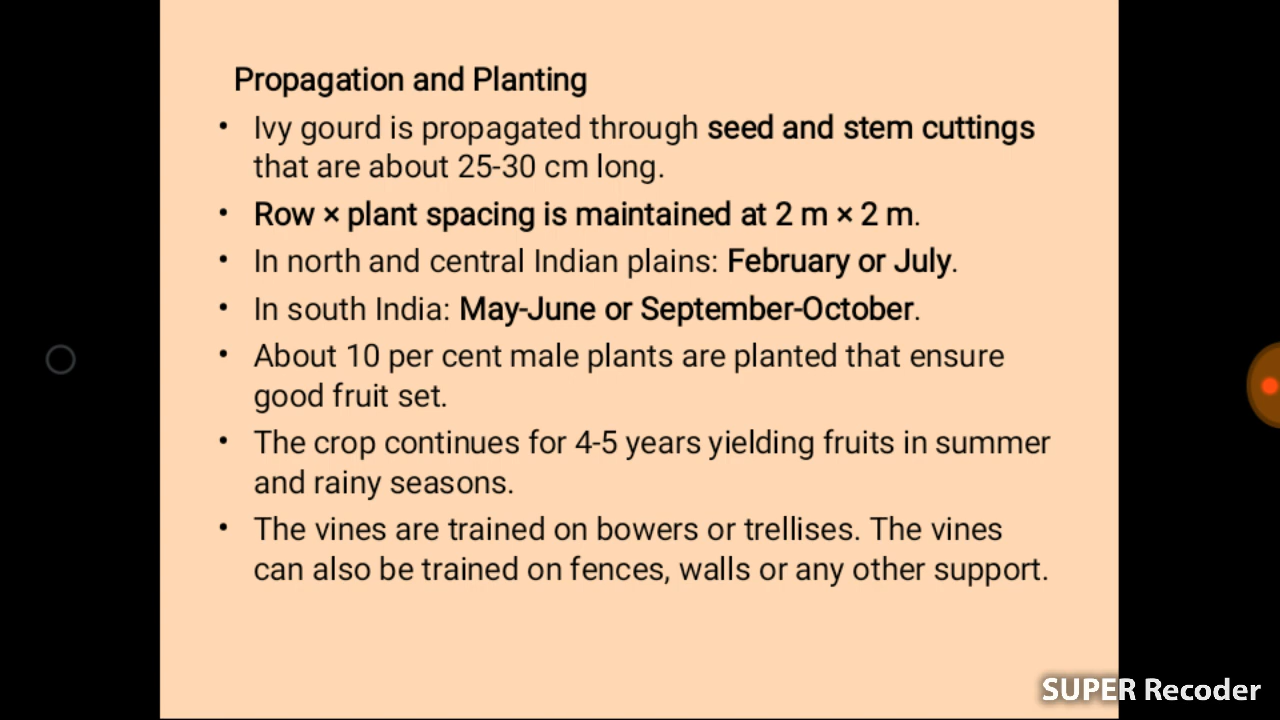 Propagation and Planting
• Ivy gourd is propagated through seed and stem cuttings
that are about 25-30 cm long.
• Row × plant spacing is maintained at 2 m × 2 m.
• In north and central Indian plains: February or July.
• In south India: May-June or September-October.
• About 10 per cent male plants are planted that ensure
good fruit set.
• The crop continues for 4-5 years yielding fruits in summer
and rainy seasons.
• The vines are trained on bowers or trellises. The vines
can also be trained on fences, walls or any other support.
SUPER Recoder